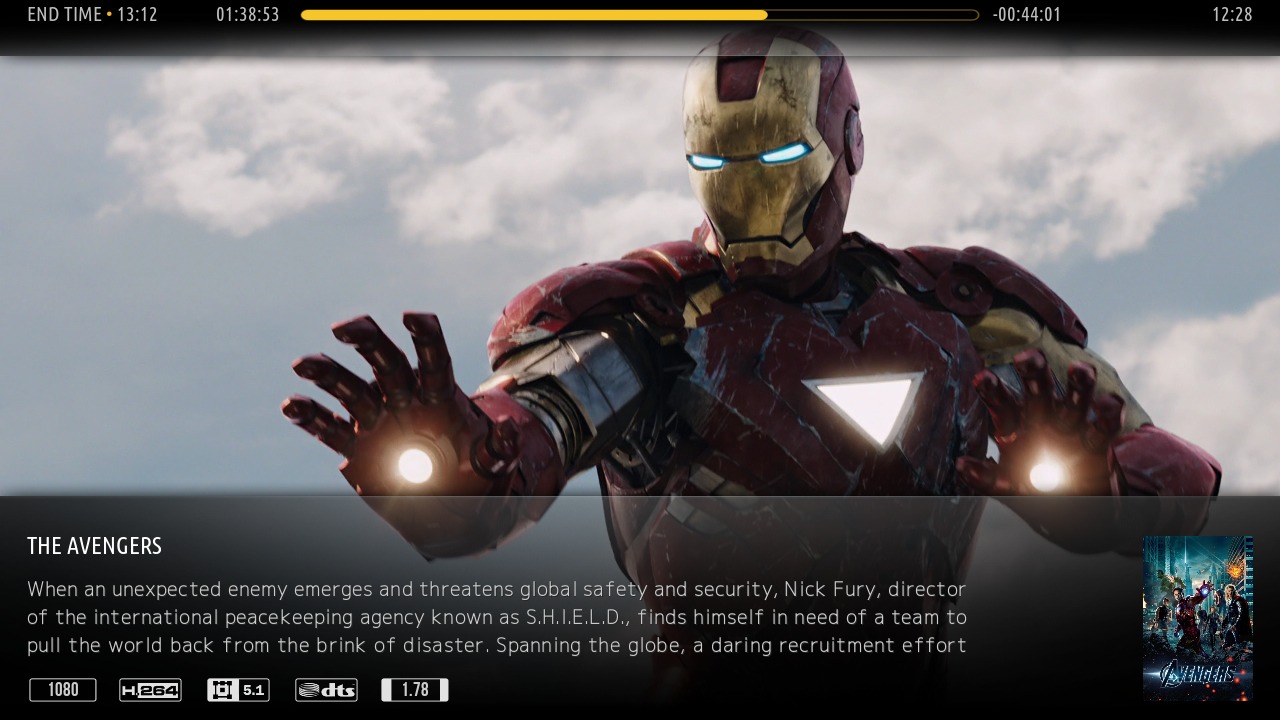 END TIME • 13:12 01:38:53 -00:44:01 12:28
THE AVENGERS
When an unexpected enemy emerges and threatens global safety and security, Nick Fury, director
of the international peacekeeping agency known as S.H.I.E.L.D., finds himself in need of a team to
pull the world back from the brink of disaster. Spanning the globe, a daring recruitment effort
1080 H.264 5.1 dts 1.78
AVENGERS